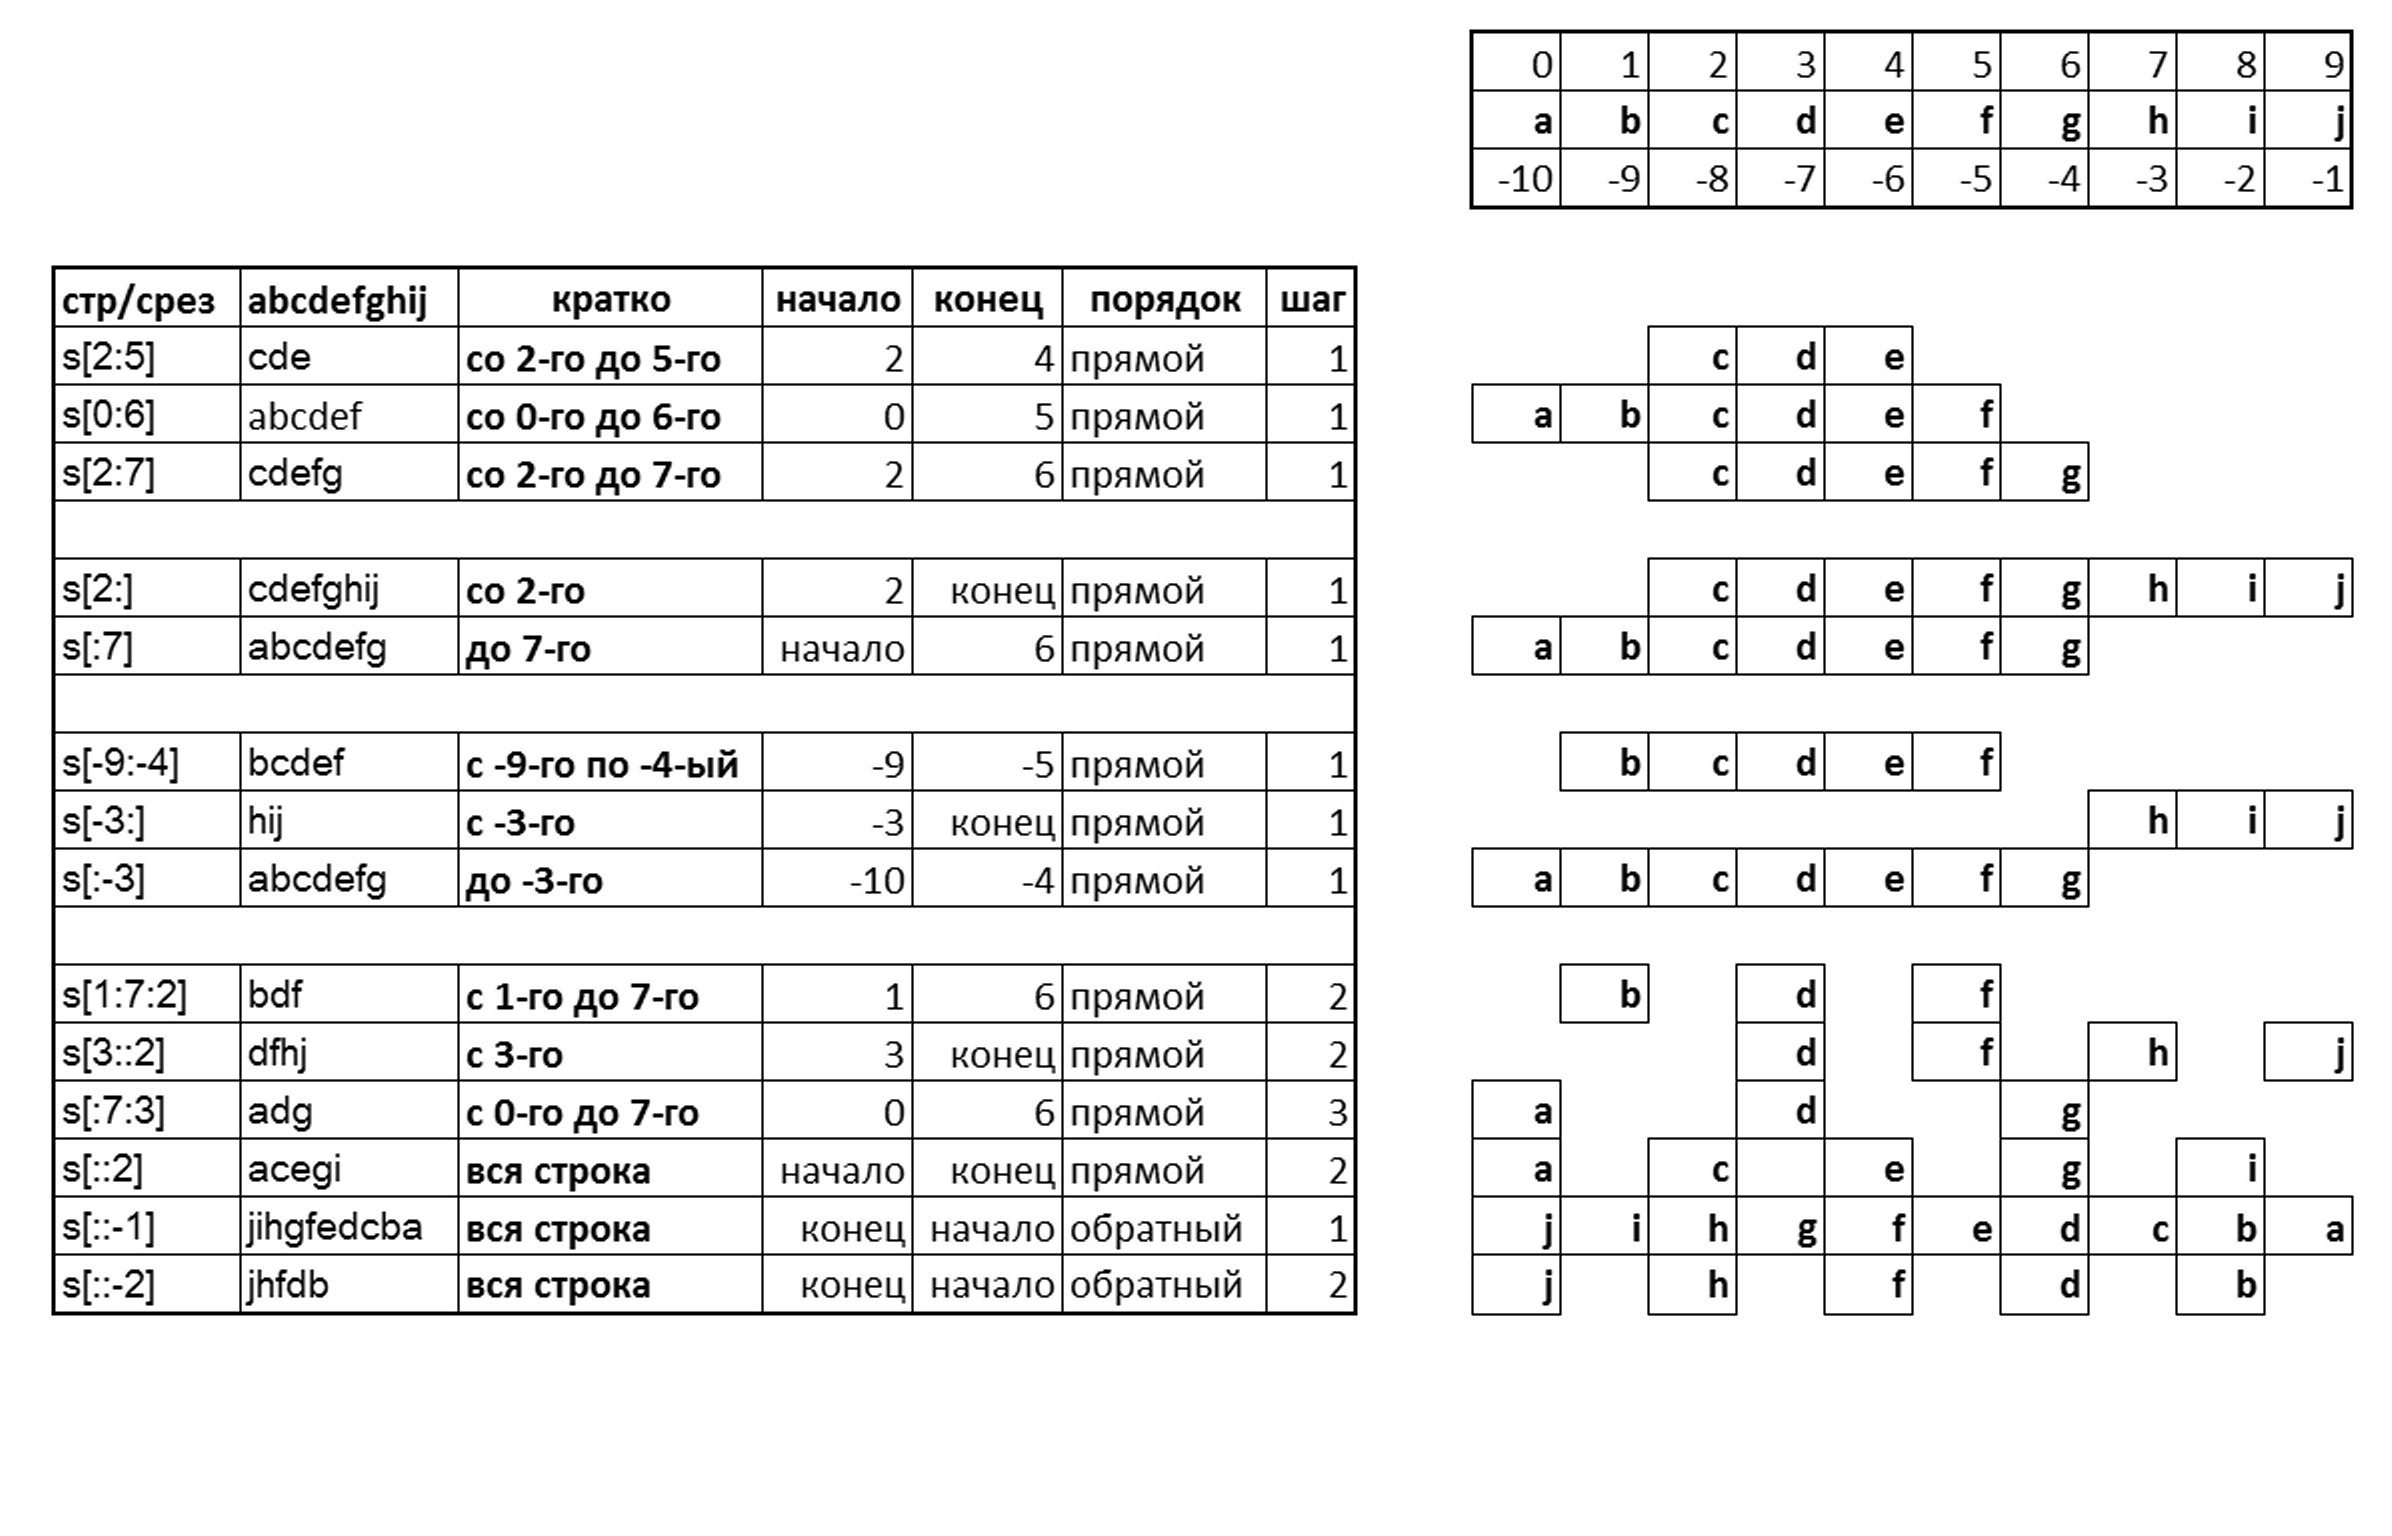 0 1 2 3 4 5 6 7 8 9
a b c d e f g h i j
-10 -9 -8 -7 -6 -5 -4 -3 -2 -1
стр/срез abcdefghij кратко начало конец порядок шаг
s[2:5] cde со 2-го до 5-го 2 4 прямой 1 c d e
s[0:6] abcdef со 0-го до 6-го 0 5 прямой 1 a b c d e f
s[2:7] cdefg со 2-го до 7-го 2 6 прямой 1 c d e f g
s[2:] cdefghij со 2-го 2 конец прямой 1 c d e f g h i j
s[:7] abcdefg до 7-го начало 6 прямой 1 a b c d e f g
s[-9:-4] bcdef с -9-го по -4-ый -9 -5 прямой 1 b c d e f
s[-3:] hij с -3-го -3 конец прямой 1 h i j
s[:-3] abcdefg до -3-го -10 -4 прямой 1 a b c d e f g
s[1:7:2] bdf с 1-го до 7-го 1 6 прямой 2 b d f
s[3::2] dfhj с 3-го 3 конец прямой 2 d f h j
s[:7:3] adg с 0-го до 7-го 0 6 прямой 3 a d g
s[::2] acegi вся строка начало конец прямой 2 a c e g i
s[::-1] jihgfedcba вся строка конец начало обратный 1 j i h g f e d c b a
s[::-2] jhfdb вся строка конец начало обратный 2 j h f d b